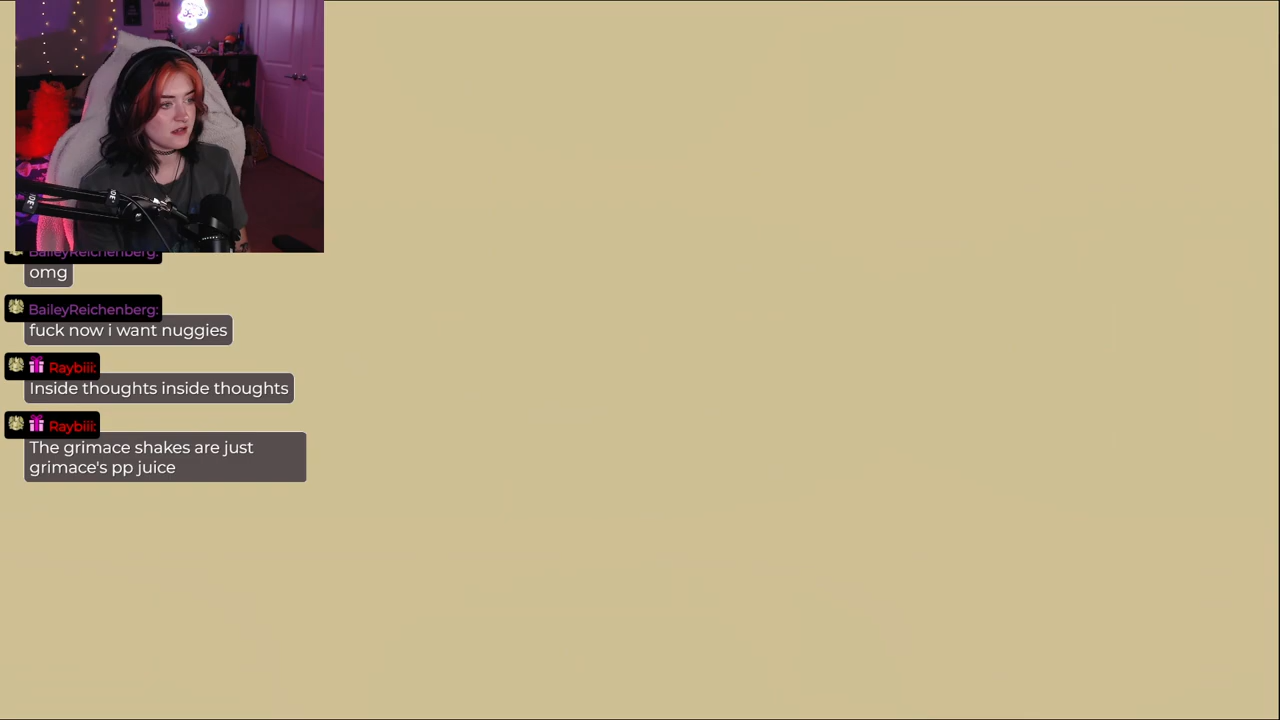 BaileyReichenberg:
omg
BaileyReichenberg:
fuck now i want nuggies
Raybiii:
Inside thoughts inside thoughts
Raybiii:
The grimace shakes are just
grimace's pp juice